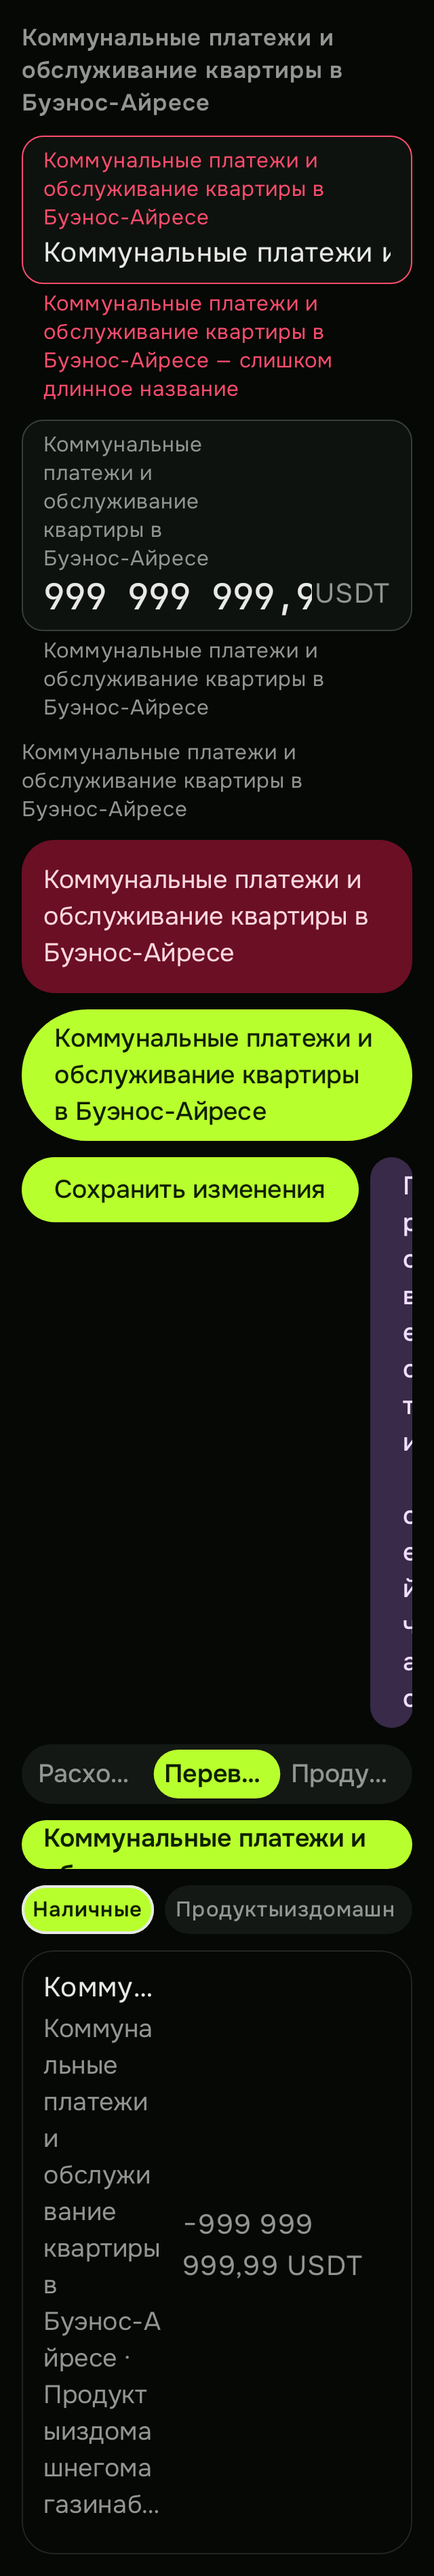 Коммунальные платежи и
обслуживание квартиры в
Буэнос-Айресе
Коммунальные платежи и
обслуживание квартиры в
Буэнос-Айресе
Коммунальные платежи и
Коммунальные платежи и
обслуживание квартиры в
Буэнос-Айресе — слишком
длинное название
Коммунальные
платежи и
обслуживание
квартиры в
Буэнос-Айресе
999 999 999,9 USDT
Коммунальные платежи и
обслуживание квартиры в
Буэнос-Айресе
Коммунальные платежи и
обслуживание квартиры в
Буэнос-Айресе
Коммунальные платежи и
обслуживание квартиры в
Буэнос-Айресе
Коммунальные платежи и
обслуживание квартиры
в Буэнос-Айресе
Сохранить изменения
П
р
о
в
е
с
т
и
с
е
й
ч
а
с
Расхо... Перев... Проду...
Коммунальные платежи и
Наличные Продуктыиздомашн
Комму...
Коммуна
льные
платежи
и
обслужи
вание
квартиры
в
Буэнос-А
йресе ·
Продукт
ыиздома
шнегома
газинаб...
-999 999
999,99 USDT